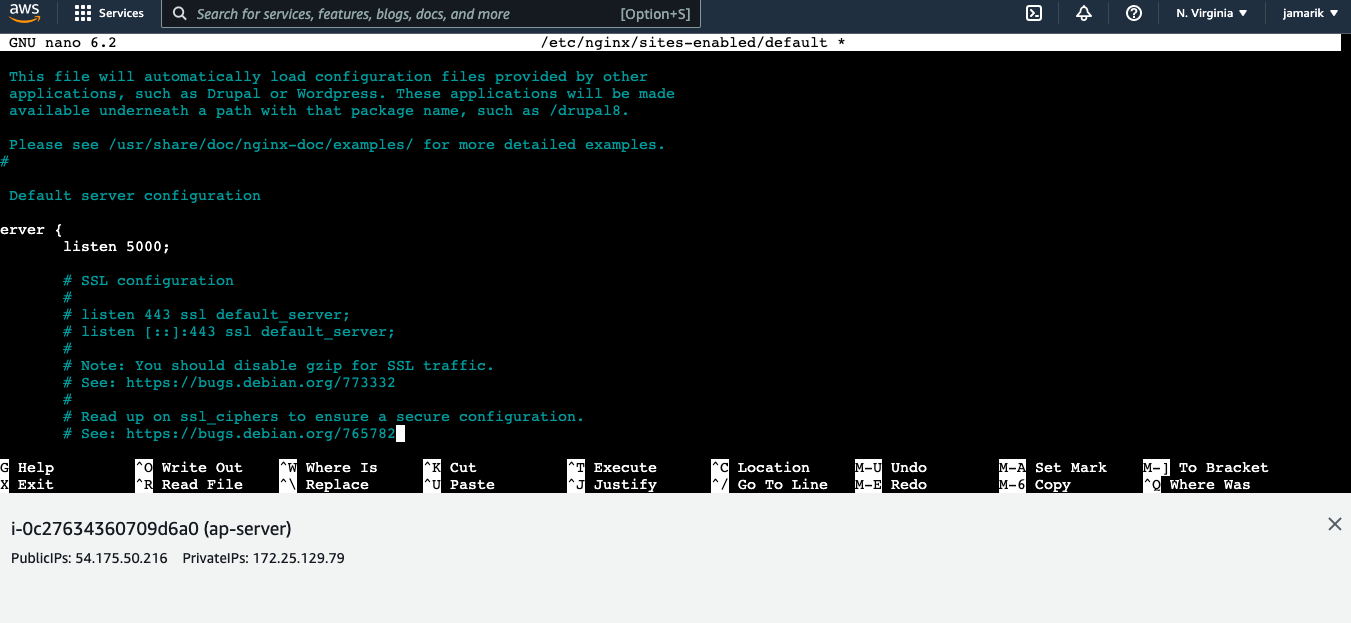 aws Services Search for services, features, blogs, docs, and more [Option+S] N. Virginia ▼ jamarik ▼
GNU nano 6.2 /etc/nginx/sites-enabled/default *
This file will automatically load configuration files provided by other
applications, such as Drupal or Wordpress. These applications will be made
available underneath a path with that package name, such as /drupal8.
Please see /usr/share/doc/nginx-doc/examples/ for more detailed examples.
#
Default server configuration
erver {
listen 5000;
# SSL configuration
#
# listen 443 ssl default_server;
# listen [::]:443 ssl default_server;
#
# Note: You should disable gzip for SSL traffic.
# See: https://bugs.debian.org/773332
#
# Read up on ssl_ciphers to ensure a secure configuration.
# See: https://bugs.debian.org/765782
G Help ^O Write Out ^W Where Is ^K Cut ^T Execute ^C Location M-U Undo M-A Set Mark M-] To Bracket
X Exit ^R Read File ^\ Replace ^U Paste ^J Justify ^/ Go To Line M-E Redo M-6 Copy ^Q Where Was
i-0c27634360709d6a0 (ap-server)
PublicIPs: 54.175.50.216 PrivateIPs: 172.25.129.79